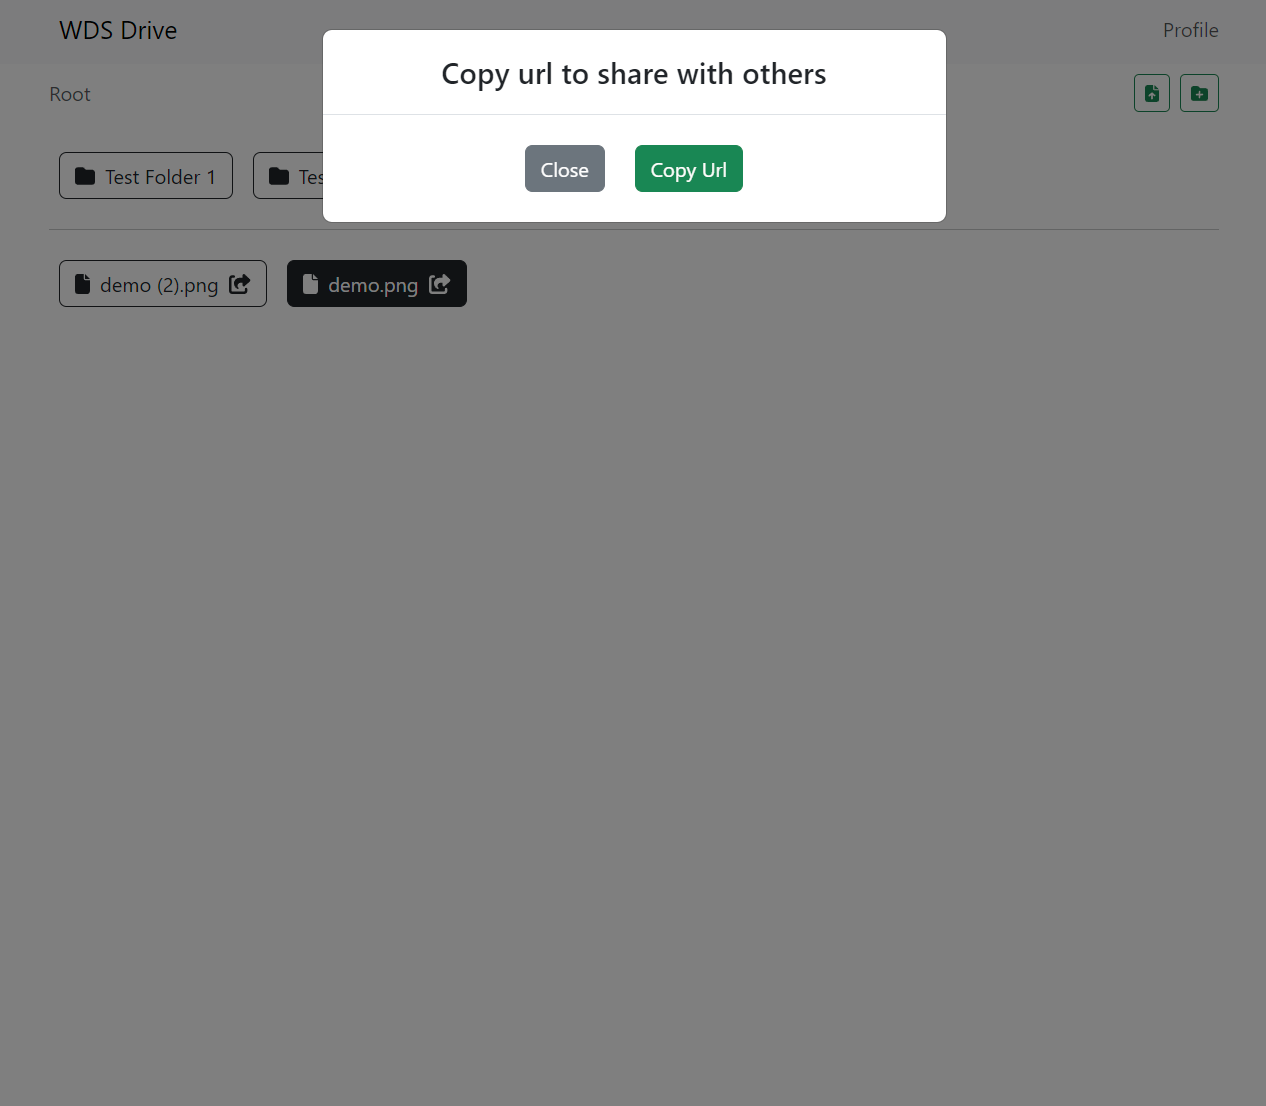 WDS Drive
Profile
Copy url to share with others
Root
Close
Copy Url
Test Folder 1
demo (2).png
demo.png